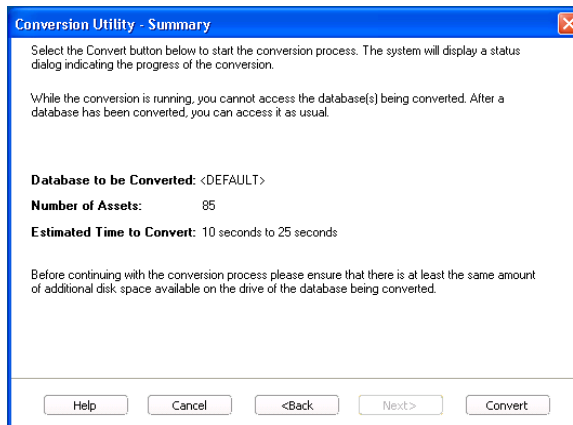 Conversion Utility - Summary
Select the Convert button below to start the conversion process. The system will display a status
dialog indicating the progress of the conversion.
While the conversion is running, you cannot access the database(s) being converted. After a
database has been converted, you can access it as usual.
Database to be Converted: <DEFAULT>
Number of Assets: 85
Estimated Time to Convert: 10 seconds to 25 seconds
Before continuing with the conversion process please ensure that there is at least the same amount
of additional disk space available on the drive of the database being converted.
Help Cancel <Back Next> Convert